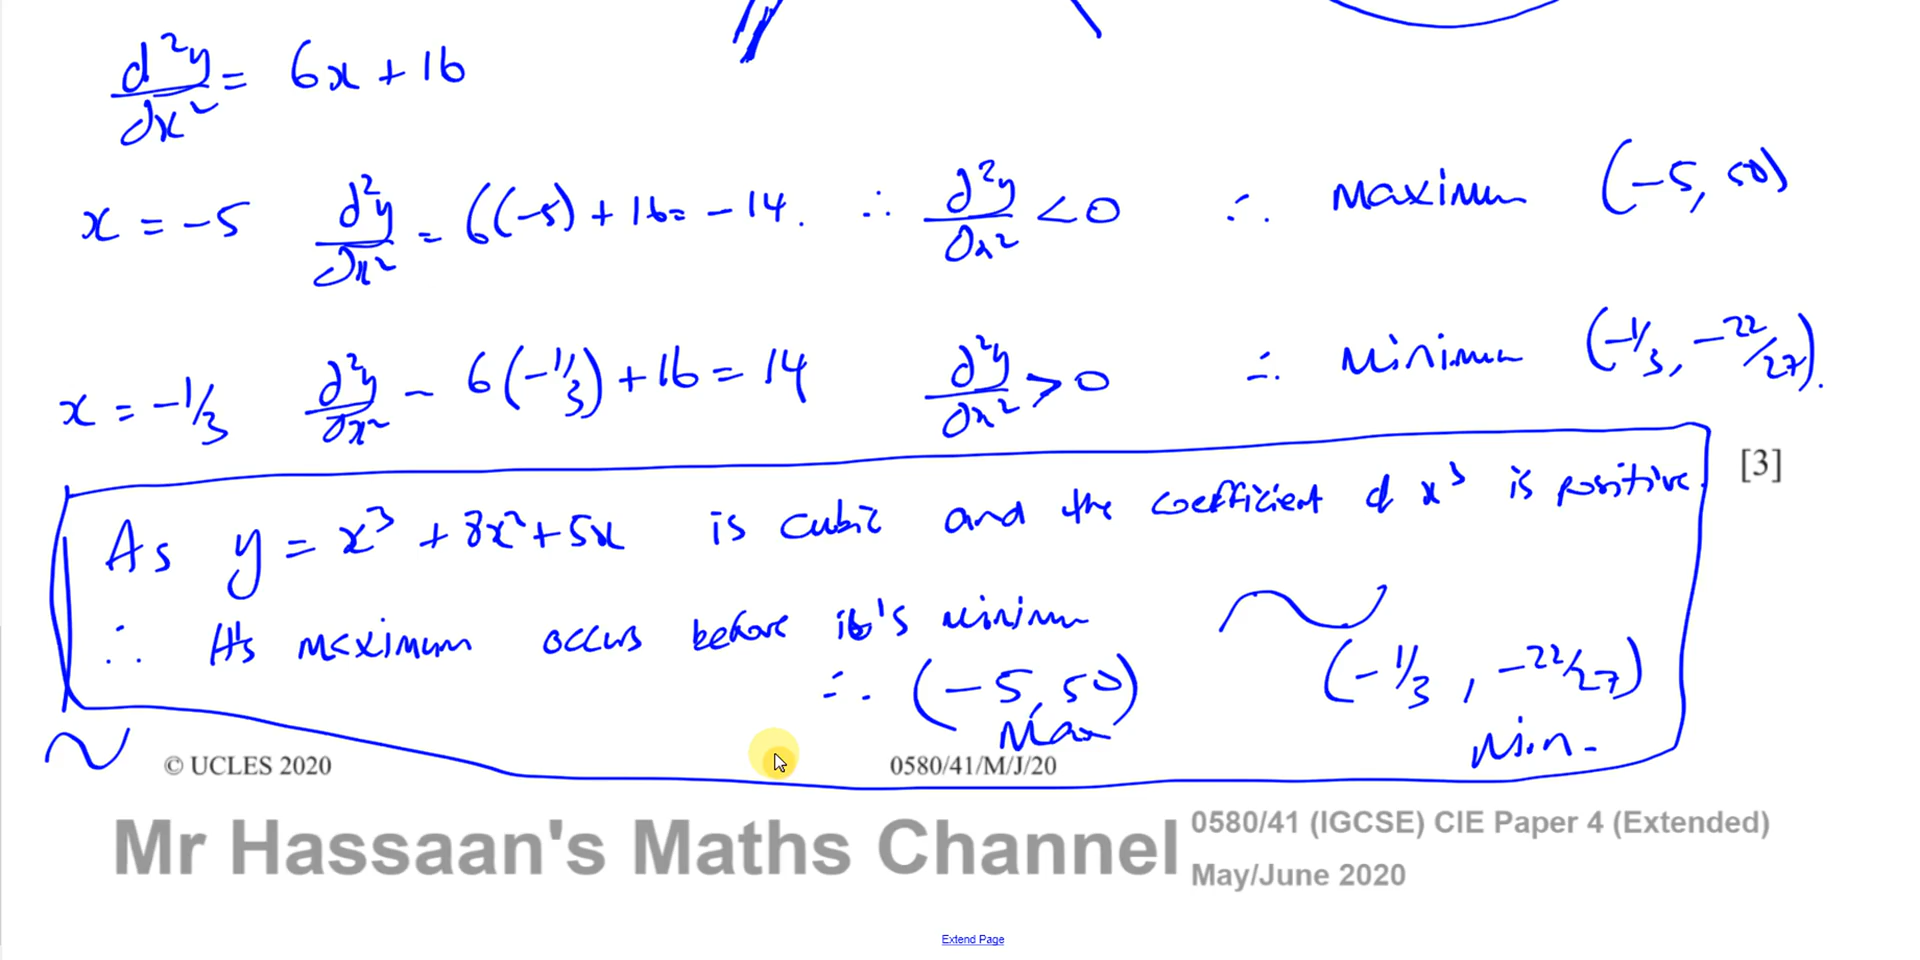 d²y/dx² = 6x + 16
x = -5 d²y/dx² = 6(-5) + 16 = -14. ∴ d²y/dx² < 0 ∴ Maximum (-5, 50)
x = -1/3 d²y/dx² - 6(-1/3) + 16 = 14 d²y/dx² > 0 ∴ Minimum (-1/3, -22/27).
[3]
As y = x³ + 8x² + 5x is cubic and the coefficient of x³ is positive.
∴ It's maximum occurs before it's minimum
∴ (-5, 50) (-1/3, -22/27)
Max Min.
© UCLES 2020 0580/41/M/J/20
Mr Hassaan's Maths Channel
0580/41 (IGSCE) CIE Paper 4 (Extended)
May/June 2020
Extend Page